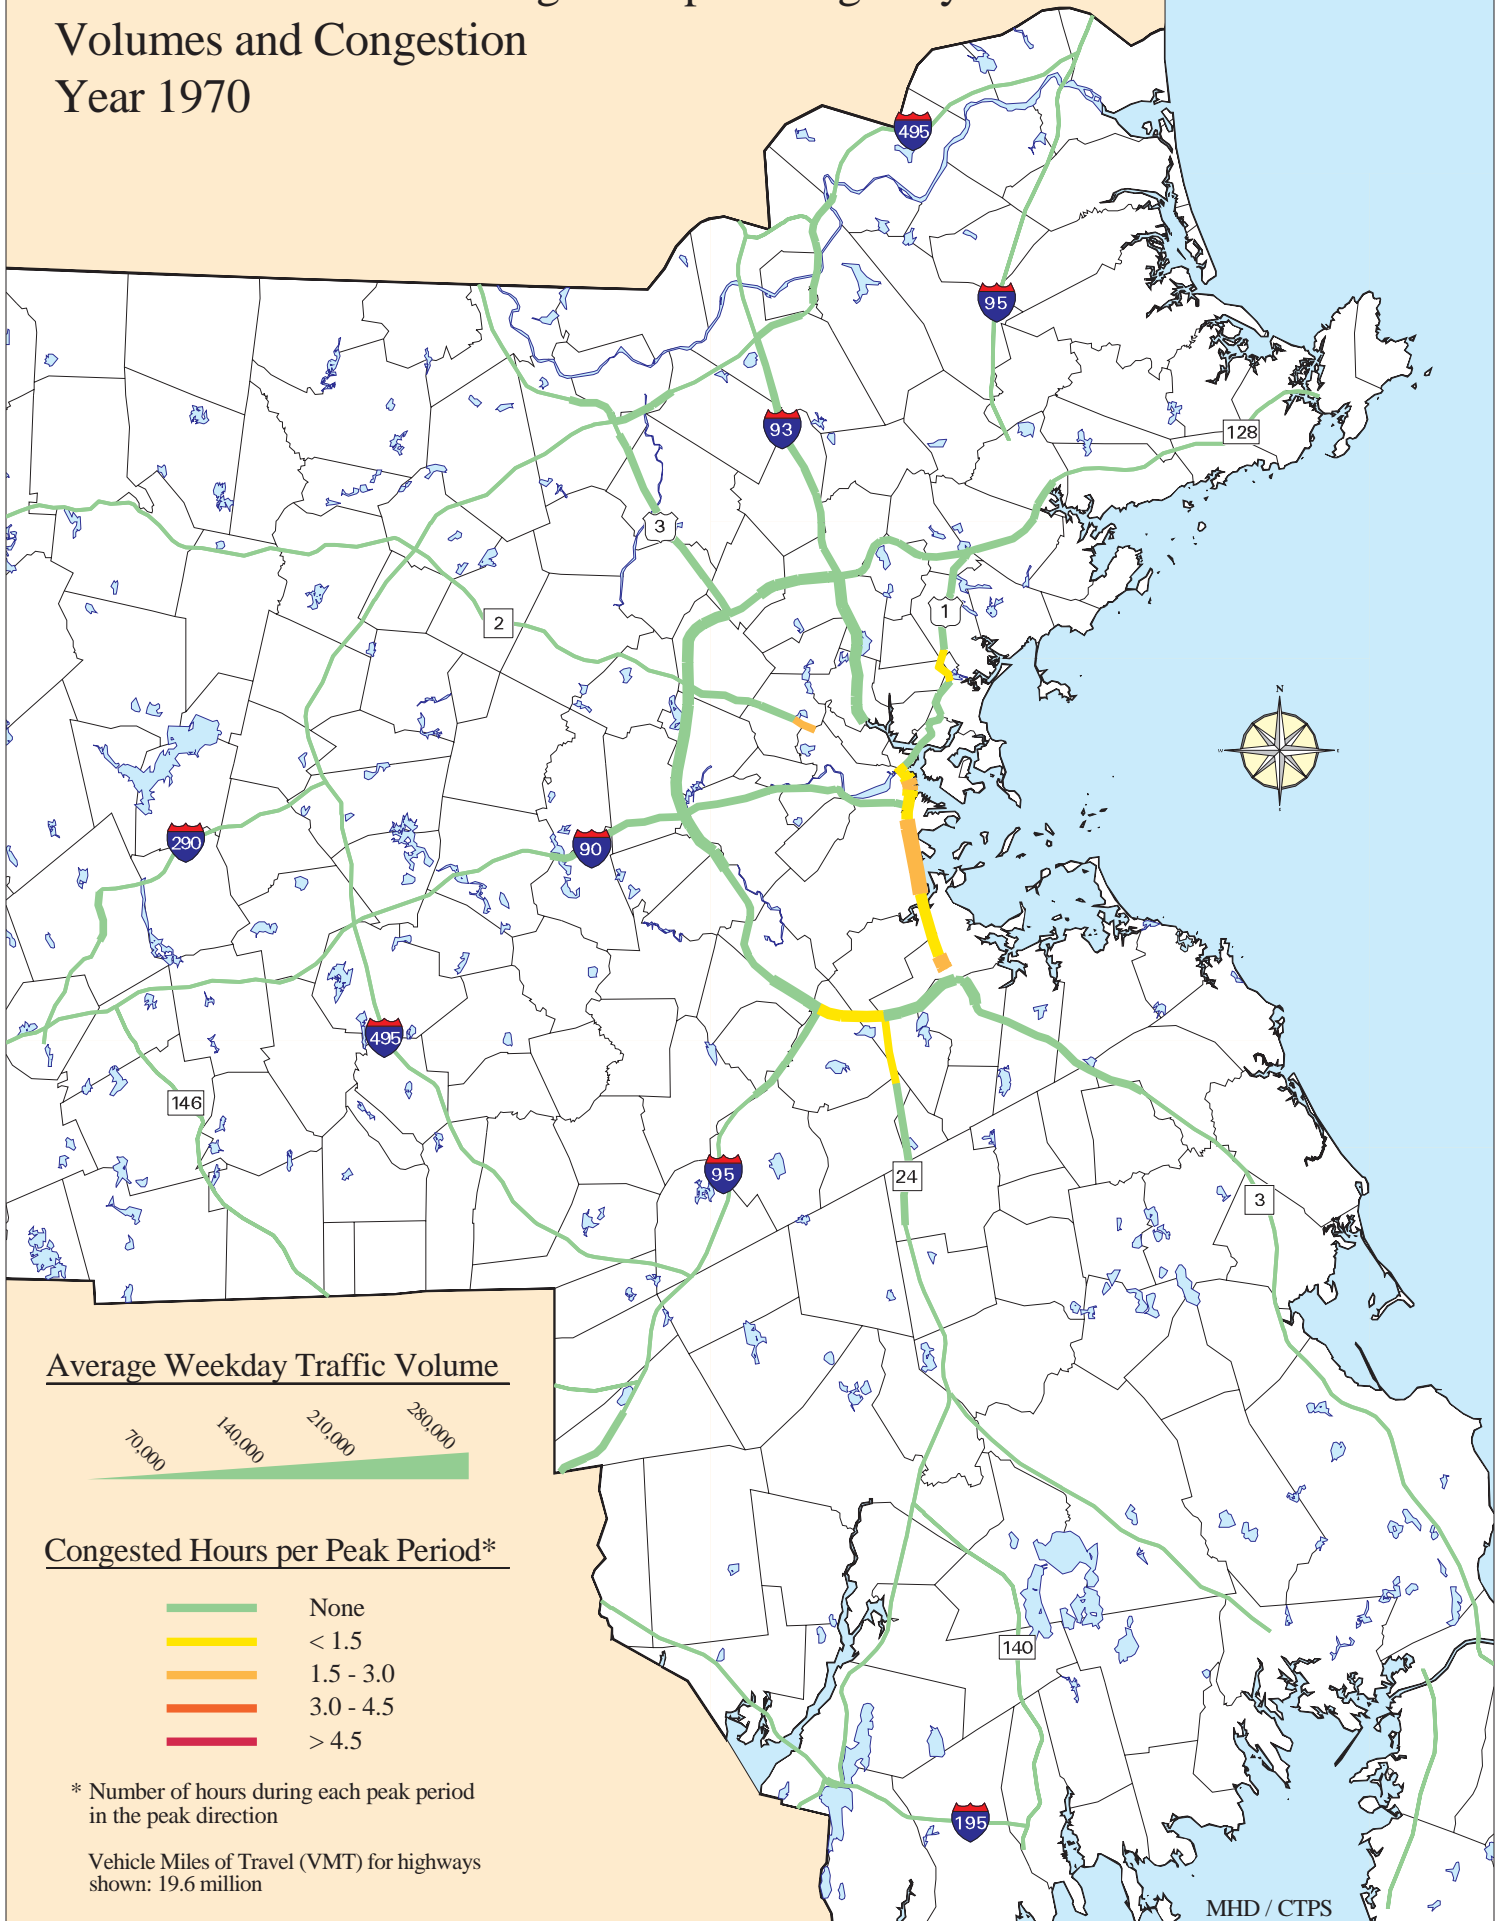 Volumes and Congestion
Year 1970
495
95
93
128
3
1
2
N
W
E
290
90
495
146
95
24
3
Average Weekday Traffic Volume
70,000
140,000
210,000
280,000
Congested Hours per Peak Period*
None
< 1.5
1.5 - 3.0
3.0 - 4.5
> 4.5
140
* Number of hours during each peak period
in the peak direction
195
Vehicle Miles of Travel (VMT) for highways
shown: 19.6 million
MHD / CTPS